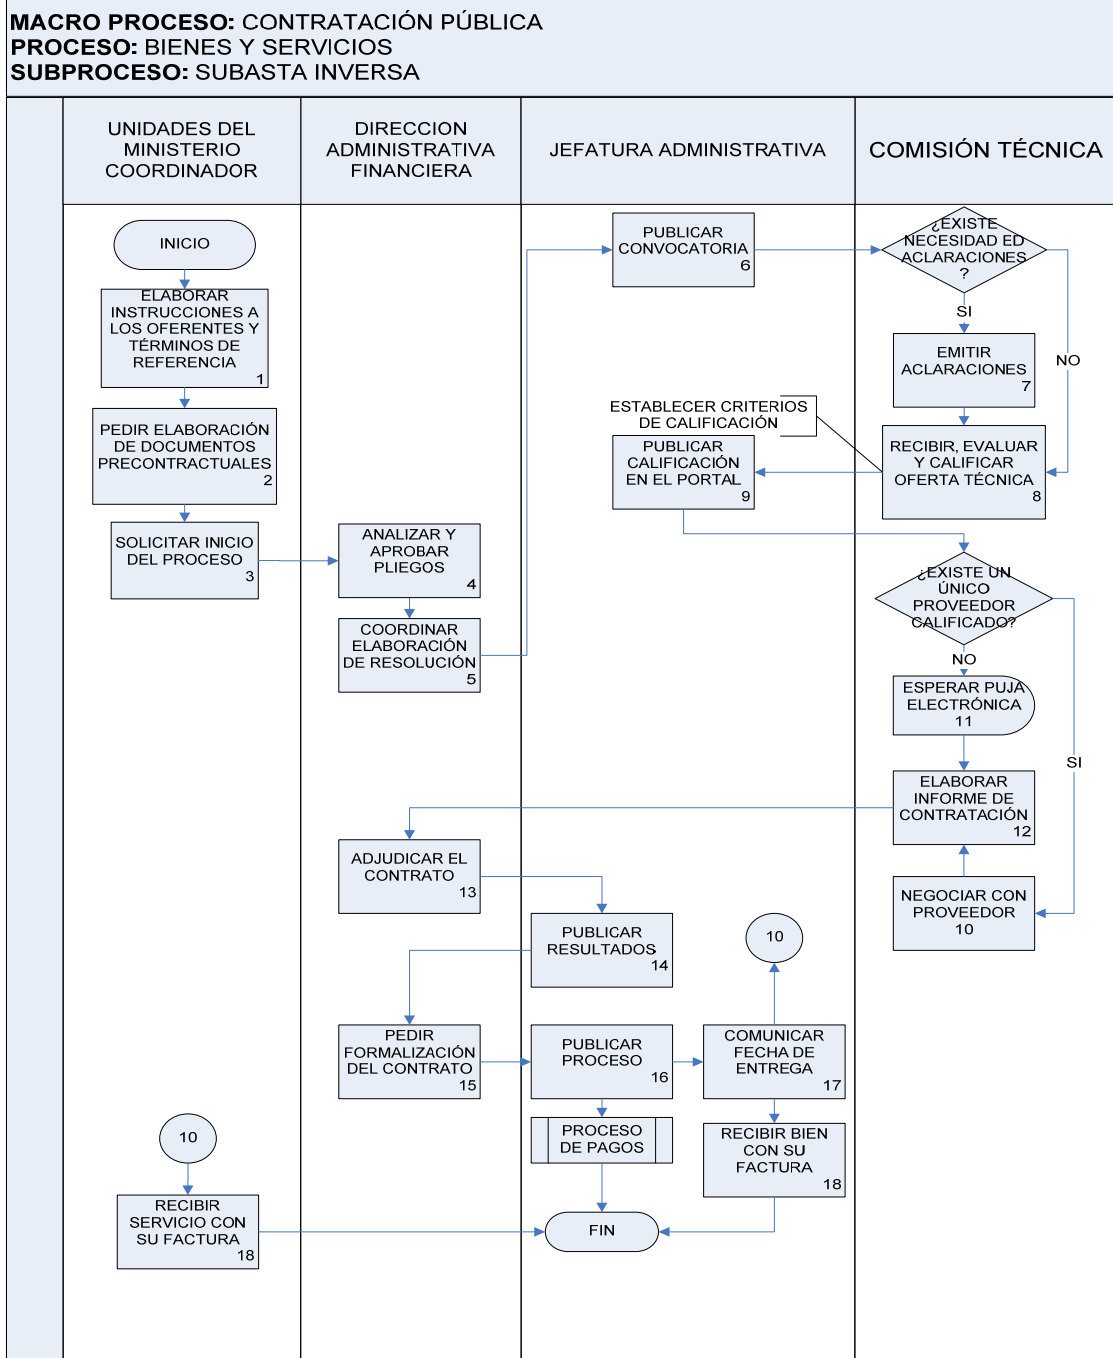 MACRO PROCESO: CONTRATACIÓN PÚBLICA
PROCESO: BIENES Y SERVICIOS
SUBPROCESO: SUBASTA INVERSA
UNIDADES DEL
MINISTERIO
COORDINADOR
DIRECCION
ADMINISTRATIVA
FINANCIERA
JEFATURA ADMINISTRATIVA
COMISIÓN TÉCNICA
INICIO
ELABORAR
INSTRUCCIONES A
LOS OFERENTES Y
TÉRMINOS DE
REFERENCIA
1
PEDIR ELABORACIÓN
DE DOCUMENTOS
PRECONTRACTUALES
2
SOLICITAR INICIO
DEL PROCESO
3
ANALIZAR Y
APROBAR
PLIEGOS
4
COORDINAR
ELABORACIÓN
DE RESOLUCIÓN
5
PUBLICAR
CONVOCATORIA
6
¿EXISTE
NECESIDAD ED
ACLARACIONES
?
SI
NO
EMITIR
ACLARACIONES
7
ESTABLECER CRITERIOS
DE CALIFICACIÓN
RECIBIR, EVALUAR
Y CALIFICAR
OFERTA TÉCNICA
8
PUBLICAR
CALIFICACIÓN
EN EL PORTAL
9
¿EXISTE UN
ÚNICO
PROVEEDOR
CALIFICADO?
NO
SI
ESPERAR PUJA
ELECTRÓNICA
11
ELABORAR
INFORME DE
CONTRATACIÓN
12
NEGOCIAR CON
PROVEEDOR
10
ADJUDICAR EL
CONTRATO
13
PUBLICAR
RESULTADOS
14
10
PEDIR
FORMALIZACIÓN
DEL CONTRATO
15
PUBLICAR
PROCESO
16
COMUNICAR
FECHA DE
ENTREGA
17
PROCESO
DE PAGOS
RECIBIR BIEN
CON SU
FACTURA
18
10
RECIBIR
SERVICIO CON
SU FACTURA
18
FIN